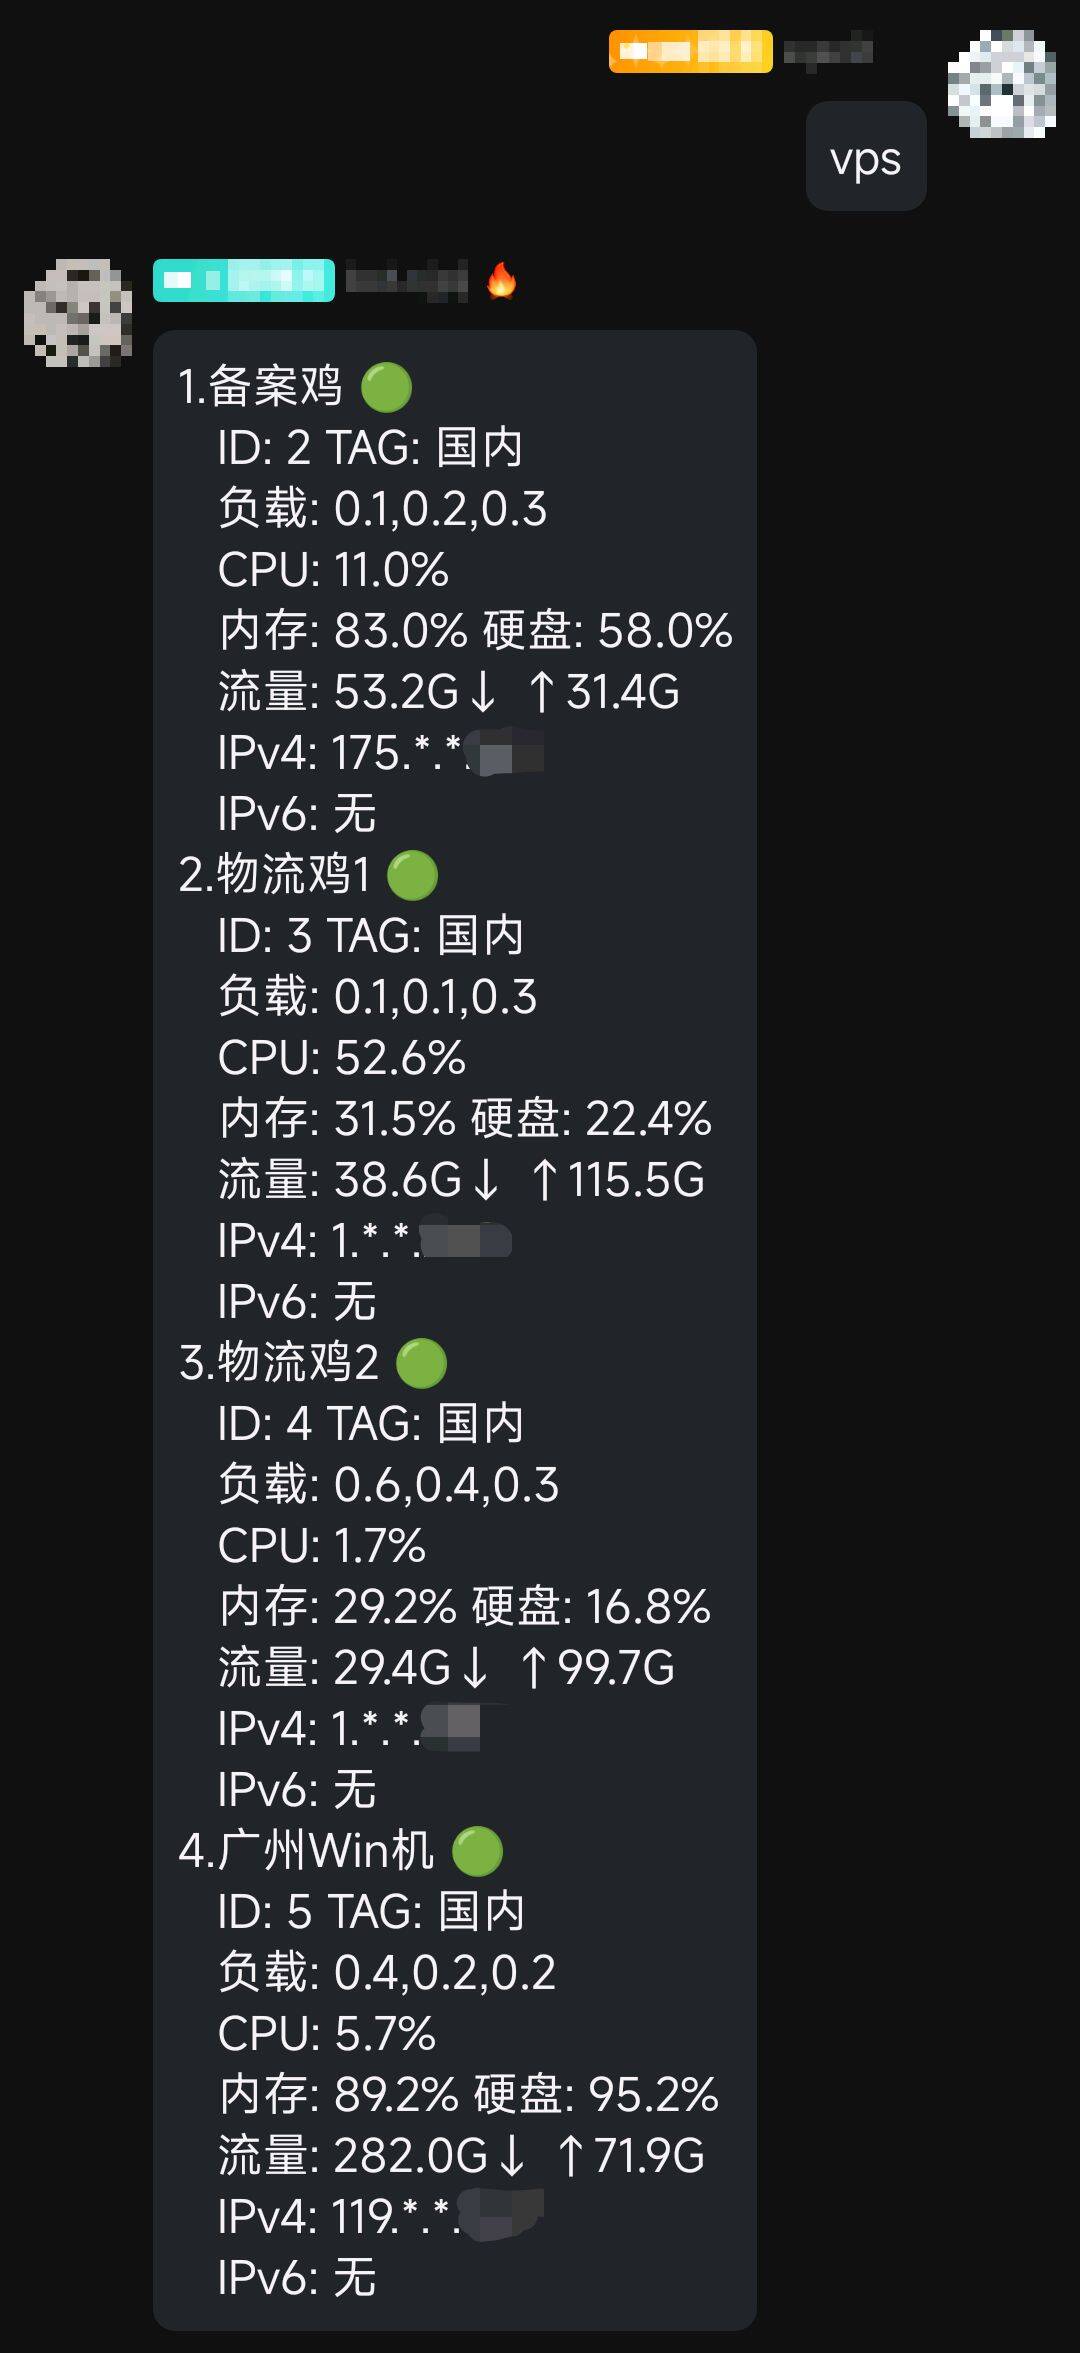 vps
1.备案鸡
ID: 2 TAG: 国内
负载: 0.1,0.2,0.3
CPU: 11.0%
内存: 83.0% 硬盘: 58.0%
流量: 53.2G↓ ↑31.4G
IPv4: 175.*.*.
IPv6: 无
2.物流鸡1
ID: 3 TAG: 国内
负载: 0.1,0.1,0.3
CPU: 52.6%
内存: 31.5% 硬盘: 22.4%
流量: 38.6G↓ ↑115.5G
IPv4: 1.*.*.
IPv6: 无
3.物流鸡2
ID: 4 TAG: 国内
负载: 0.6,0.4,0.3
CPU: 1.7%
内存: 29.2% 硬盘: 16.8%
流量: 29.4G↓ ↑99.7G
IPv4: 1.*.*.
IPv6: 无
4.广州Win机
ID: 5 TAG: 国内
负载: 0.4,0.2,0.2
CPU: 5.7%
内存: 89.2% 硬盘: 95.2%
流量: 282.0G↓ ↑71.9G
IPv4: 119.*.*.
IPv6: 无